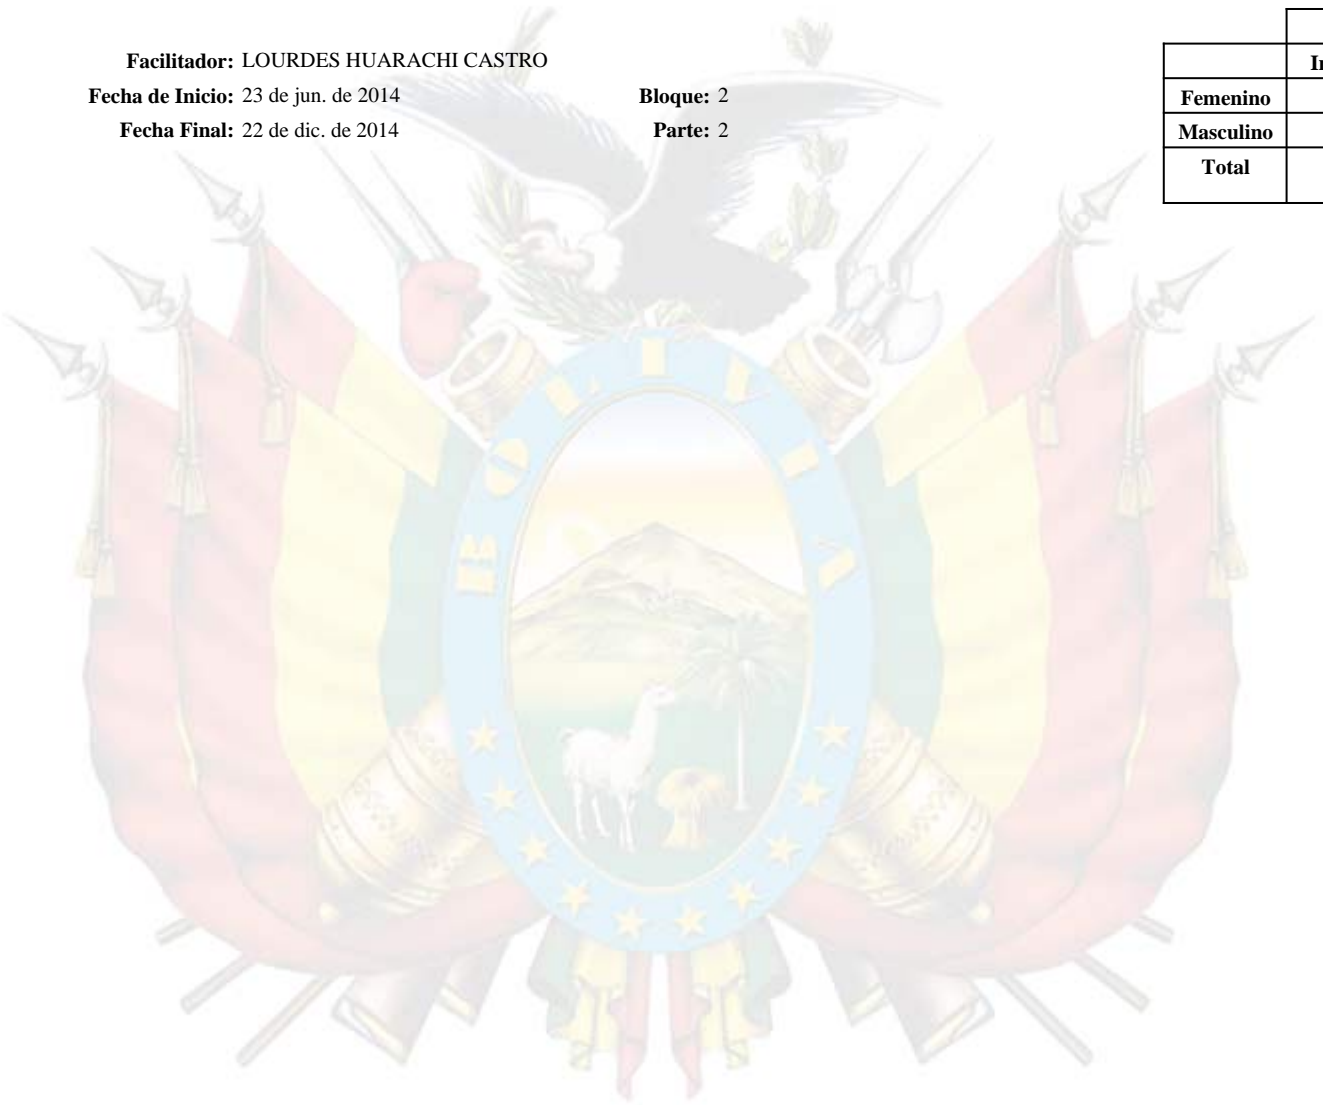 Facilitador: LOURDES HUARACHI CASTRO
Fecha de Inicio: 23 de jun. de 2014 Bloque: 2
Fecha Final: 22 de dic. de 2014 Parte: 2
Femenino
Masculino
Total
BOLIVIA